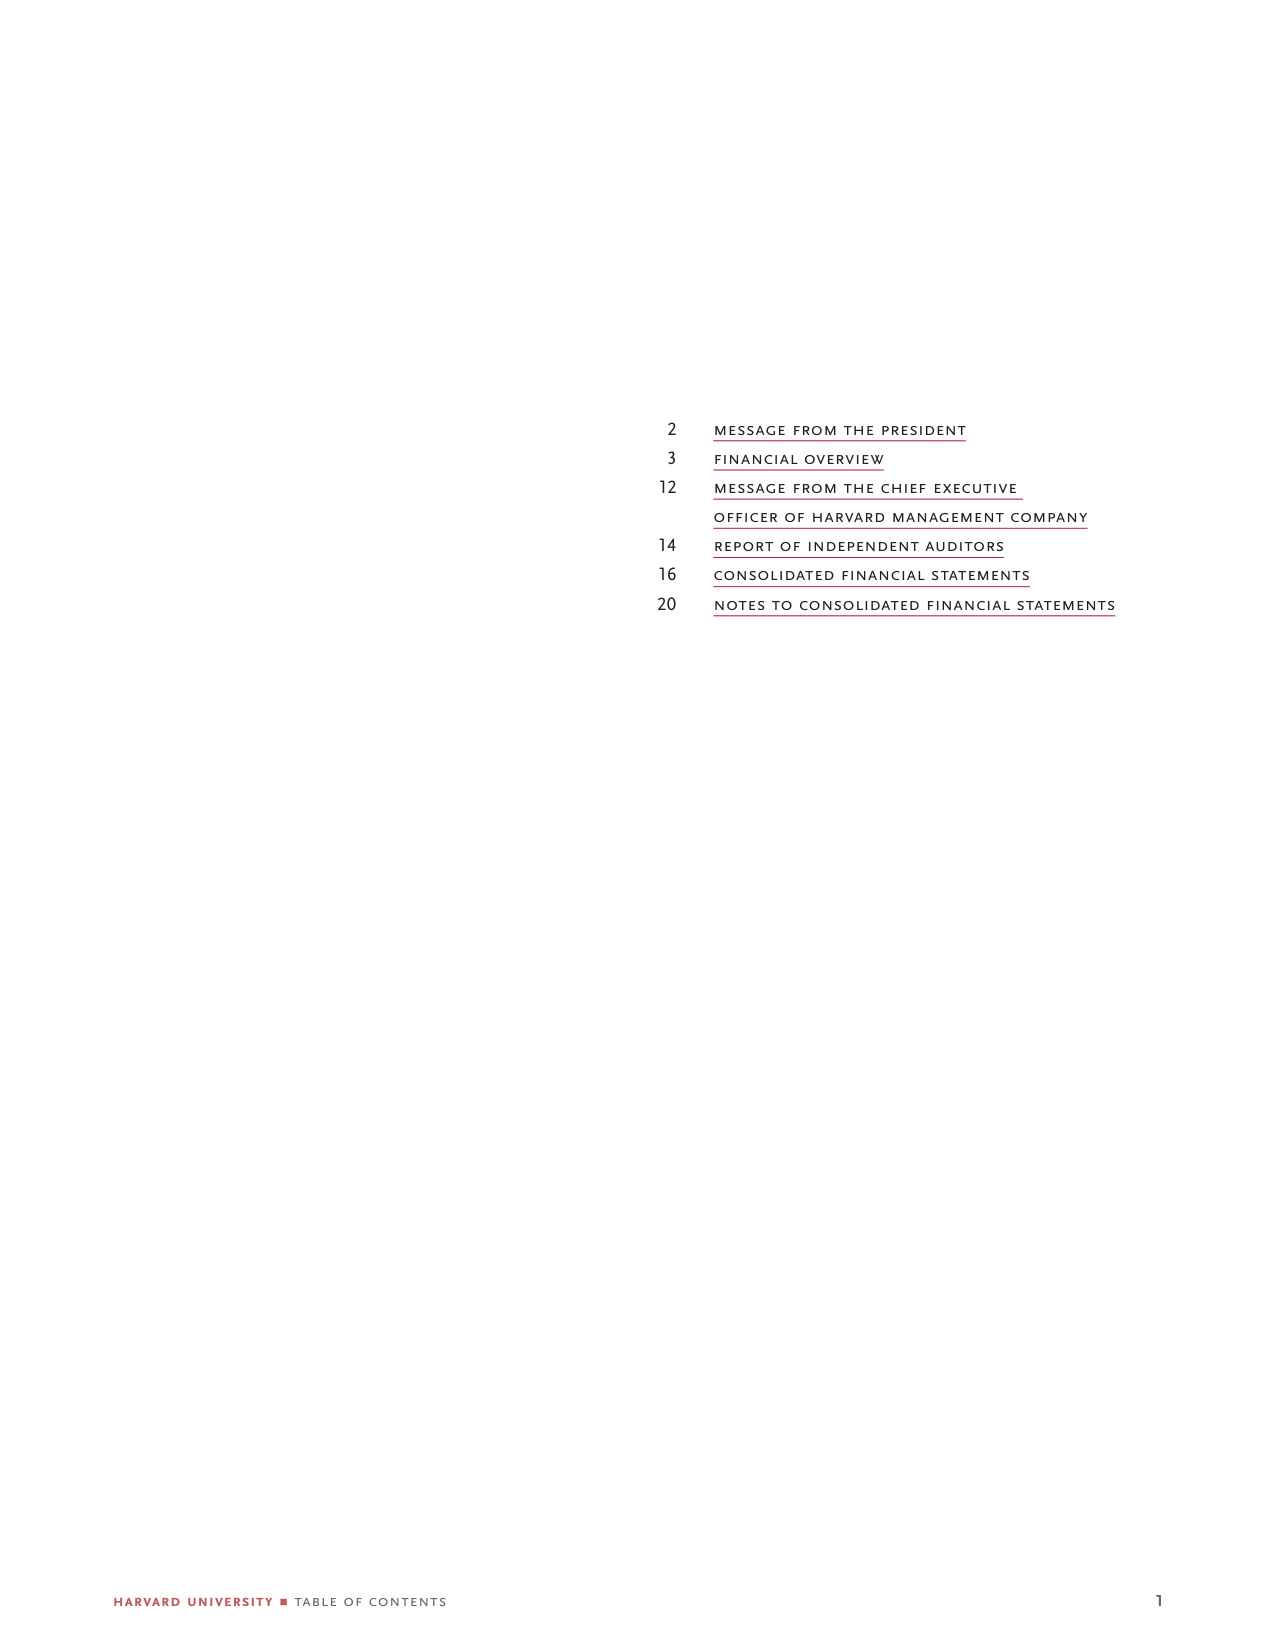 2 MESSAGE FROM THE PRESIDENT
3 FINANCIAL OVERVIEW
12 MESSAGE FROM THE CHIEF EXECUTIVE
OFFICER OF HARVARD MANAGEMENT COMPANY
14 REPORT OF INDEPENDENT AUDITORS
16 CONSOLIDATED FINANCIAL STATEMENTS
20 NOTES TO CONSOLIDATED FINANCIAL STATEMENTS
HARVARD UNIVERSITY ■ TABLE OF CONTENTS 1